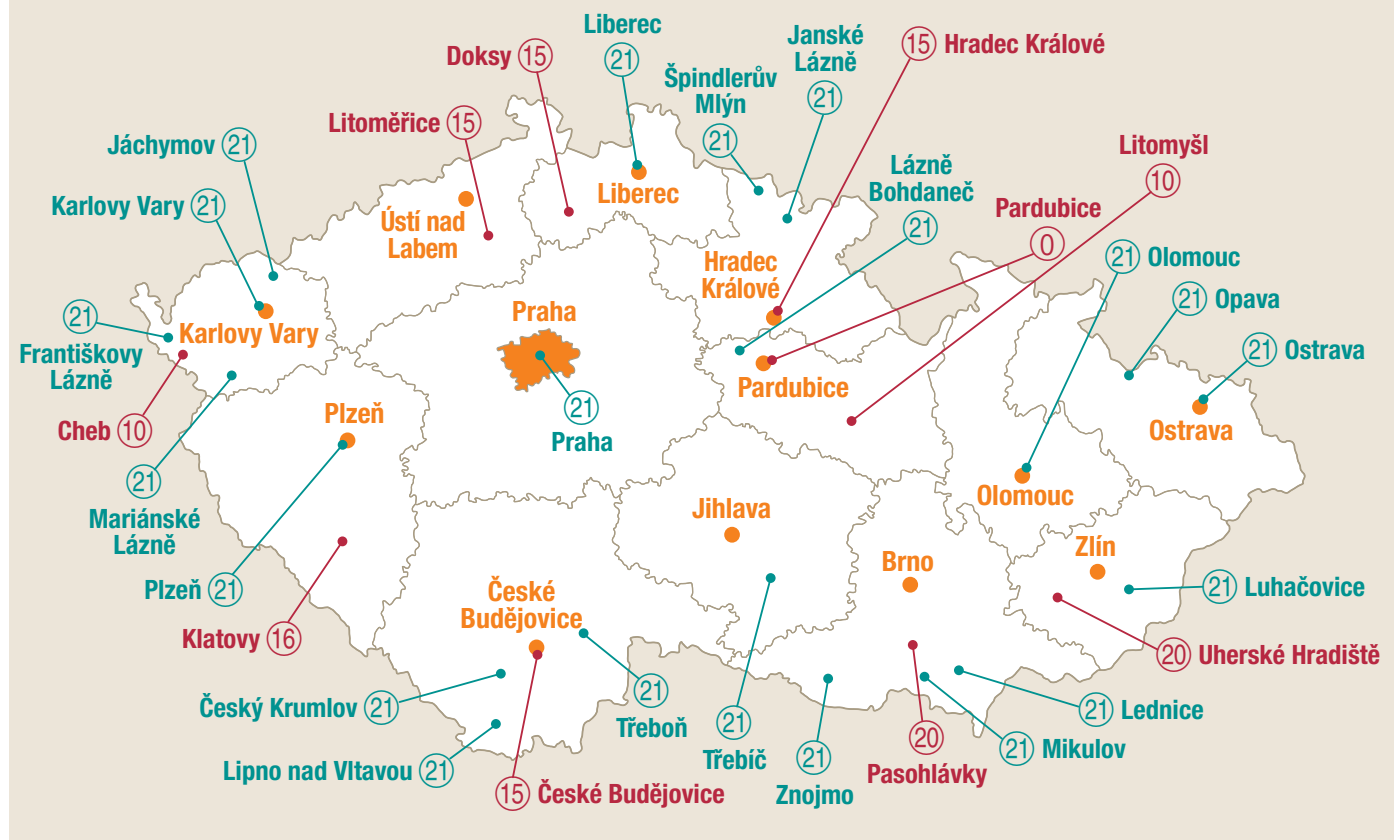 Liberec
21
Doksy 15
Janské
Lázně
21
15 Hradec Králové
Špindlerův
Mlýn
21
Litoměřice 15
Litomyšl
10
Jáchymov 21
Lázně
Bohdaneč
21
Pardubice
0
Karlovy Vary 21
Liberec
Ústí nad
Labem
21 Olomouc
Hradec
Králové
21 Opava
21
Františkovy
Lázně
Karlovy Vary
Praha
21 Ostrava
Pardubice
21
Praha
Plzeň
Cheb 10
Ostrava
21
Mariánské
Lázně
Olomouc
Jihlava
Zlín
Brno
Plzeň 21
České
Budějovice
21 Luhačovice
Klatovy 16
20 Uherské Hradiště
Český Krumlov 21
21
Třeboň
21
Třebíč
21
Znojmo
20
Pasohlávky
21 Lednice
21 Mikulov
Lipno nad Vltavou 21
15 České Budějovice